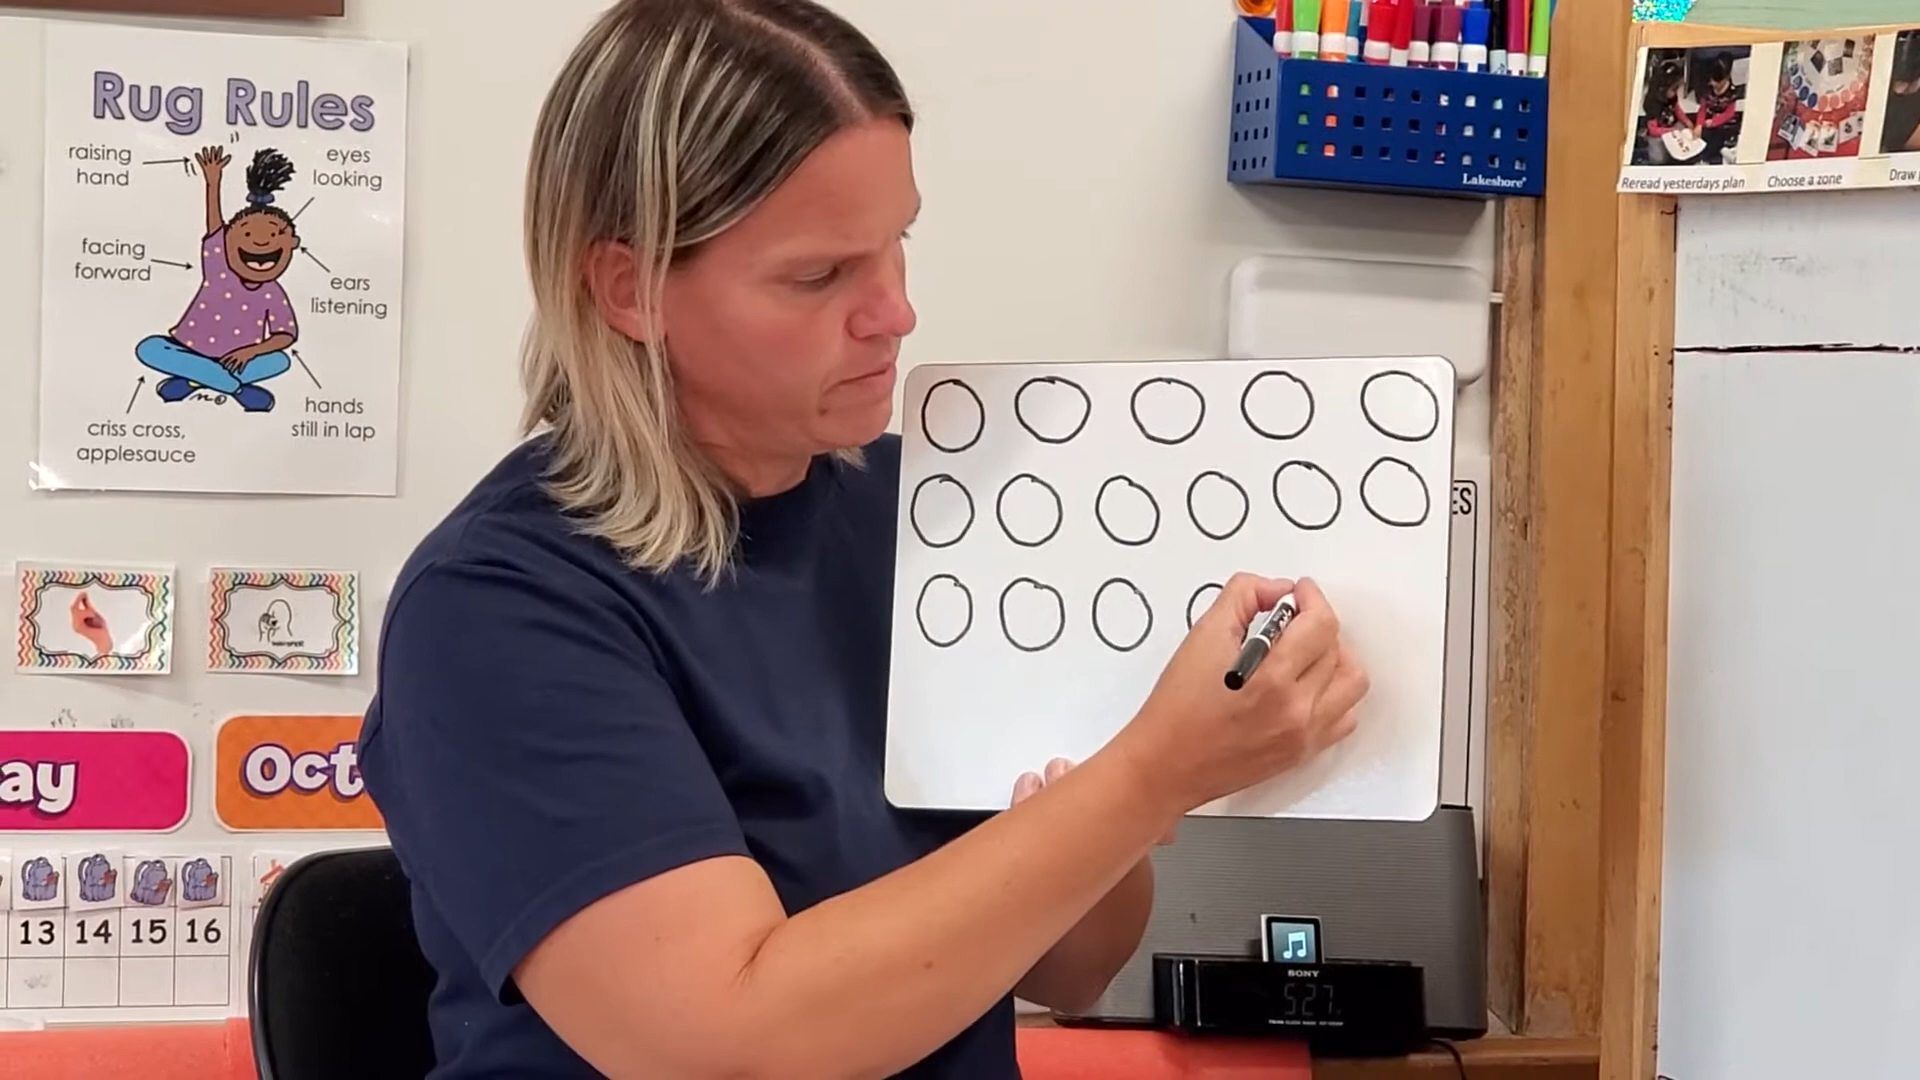 Rug Rules
raising
hand
eyes
looking
facing
forward
ears
listening
criss cross,
applesauce
hands
still in lap
ay
Oct
13 14 15 16
Lakeshore
Reread yesterdays plan
Choose a zone
Draw
ES
SONY
527